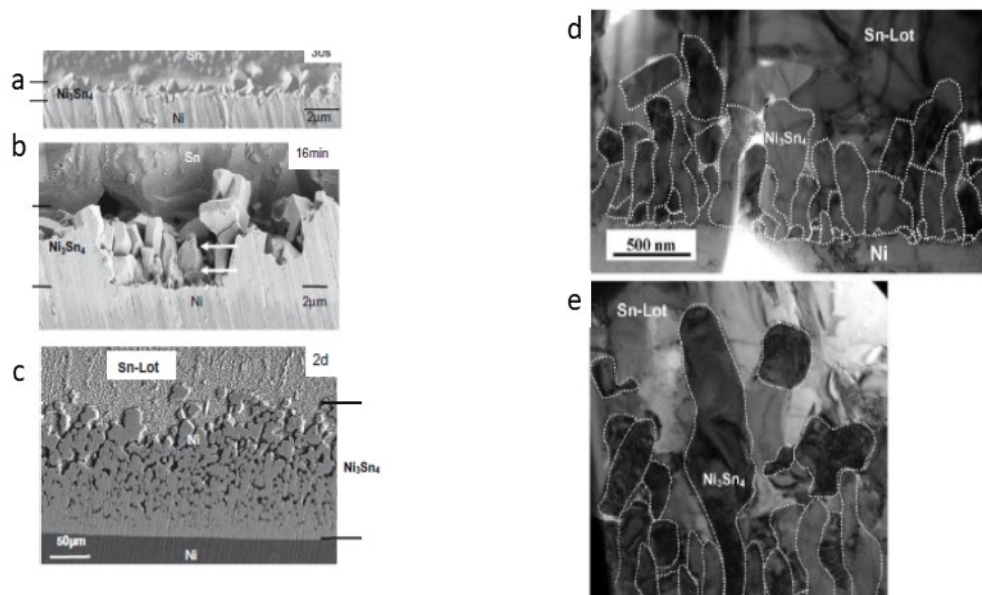 a
Sn
30s
Ni₃Sn₄
Ni
2μm
b
Sn
16min
Ni₃Sn₄
Ni
2μm
c
Sn-Lot
2d
Ni
Ni₃Sn₄
50μm
Ni
d
Sn-Lot
Ni₃Sn₄
500 nm
Ni
e
Sn-Lot
Ni₃Sn₄